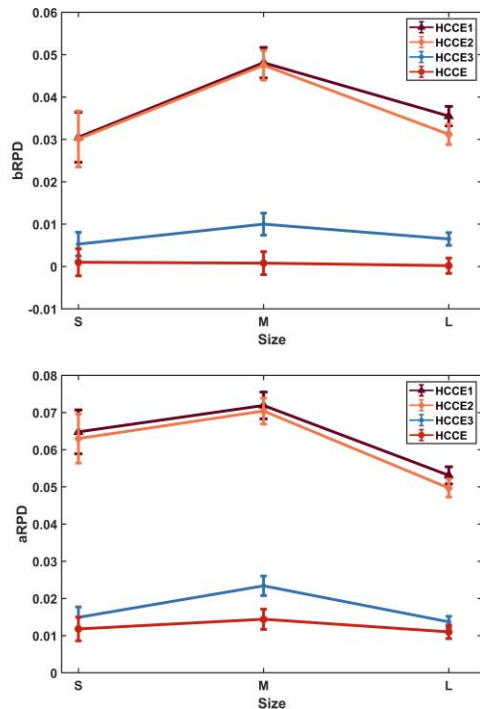 0.06
0.05
0.04
0.03
0.02
0.01
0
-0.01
bRPD
HCCE1
HCCE2
HCCE3
HCCE
S
M
L
Size
0.08
0.07
0.06
0.05
0.04
0.03
0.02
0.01
0
aRPD
HCCE1
HCCE2
HCCE3
HCCE
S
M
L
Size